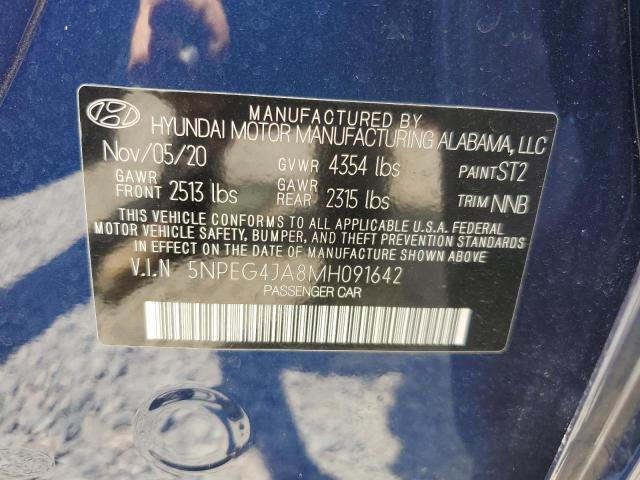 MANUFACTURED BY
HYUNDAI MOTOR MANUFACTURING ALABAMA, LLC
Nov/05/20 GVWR 4354 lbs PAINT ST2
GAWR FRONT 2513 lbs GAWR REAR 2315 lbs TRIM NNB
THIS VEHICLE CONFORMS TO ALL APPLICABLE U.S.A. FEDERAL
MOTOR VEHICLE SAFETY, BUMPER, AND THEFT PREVENTION STANDARDS
IN EFFECT ON THE DATE OF MANUFACTURE SHOWN ABOVE
V.I.N 5NPEG4JA8MH091642
PASSENGER CAR